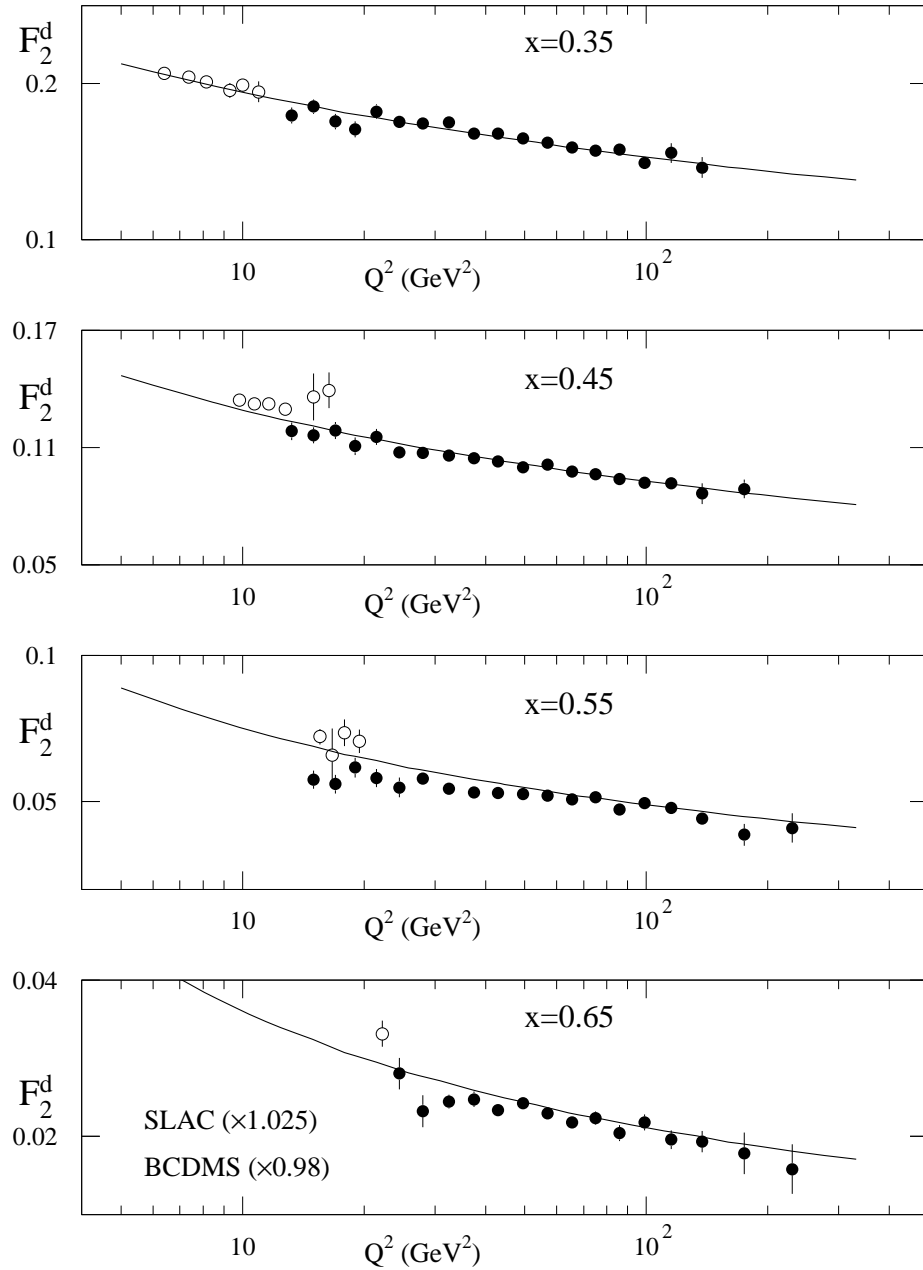 F₂ᵈ
x=0.35
0.2
0.1
10
10²
Q² (GeV²)
0.17
F₂ᵈ
x=0.45
0.11
0.05
10
10²
Q² (GeV²)
0.1
F₂ᵈ
x=0.55
0.05
10
10²
Q² (GeV²)
0.04
x=0.65
F₂ᵈ
SLAC (×1.025)
0.02
BCDMS (×0.98)
10
10²
Q² (GeV²)